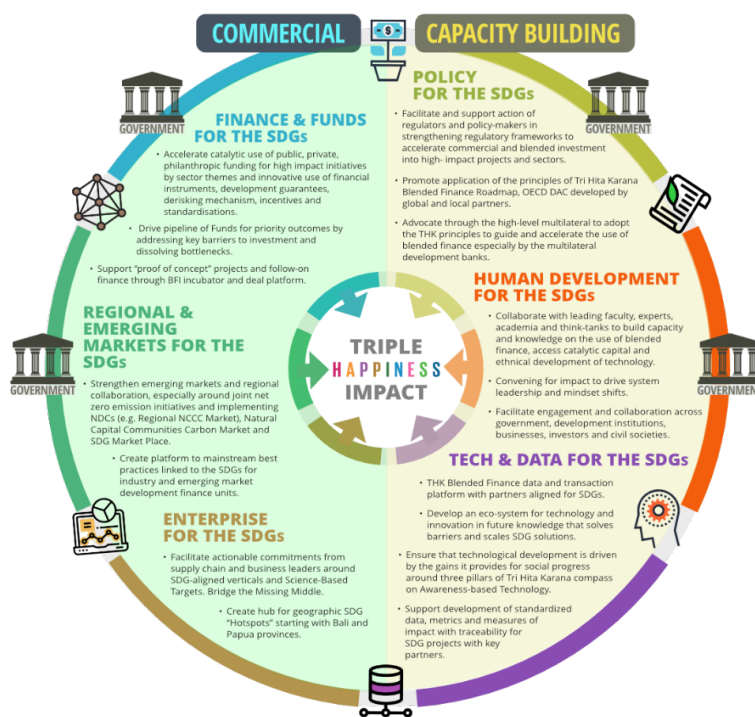 COMMERCIAL
CAPACITY BUILDING
GOVERNMENT
FINANCE & FUNDS
FOR THE SDGs
• Accelerate catalytic use of public, private,
philanthropic funding for high impact initiatives
by sector themes and innovative use of financial
instruments, development guarantees,
derisking mechanism, incentives and
standardisations.
• Drive pipeline of Funds for priority outcomes by
addressing key barriers to investment and
dissolving bottlenecks.
• Support “proof of concept” projects and follow-on
finance through BFI incubator and deal platform.
GOVERNMENT
REGIONAL &
EMERGING
MARKETS FOR THE
SDGs
• Strengthen emerging markets and regional
collaboration, especially around joint net
zero emission initiatives and implementing
NDCs (e.g. Regional NCCC Market), Natural
Capital Communities Carbon Market and
SDG Market Place.
• Create platform to mainstream best
practices linked to the SDGs for
industry and emerging market
development finance units.
ENTERPRISE
FOR THE SDGs
• Facilitate actionable commitments from
supply chain and business leaders around
SDG-aligned verticals and Science-Based
Targets. Bridge the Missing Middle.
• Create hub for geographic SDG
“Hotspots” starting with Bali and
Papua provinces.
TRIPLE
HAPPINESS
IMPACT
POLICY
FOR THE SDGs
GOVERNMENT
• Facilitate and support action of
regulators and policy-makers in
strengthening regulatory frameworks to
accelerate commercial and blended investment
into high- impact projects and sectors.
• Promote application of the principles of Tri Hita Karana
Blended Finance Roadmap, OECD DAC developed by
global and local partners.
• Advocate through the high-level multilateral to adopt
the THK principles to guide and accelerate the use of
blended finance especially by the multilateral
development banks.
HUMAN DEVELOPMENT
FOR THE SDGs
• Collaborate with leading faculty, experts,
academia and think-tanks to build capacity
and knowledge on the use of blended
finance, access catalytic capital and
ethnical development of technology.
• Convening for impact to drive system
leadership and mindset shifts.
• Facilitate engagement and collaboration across
government, development institutions,
businesses, investors and civil societies.
GOVERNMENT
TECH & DATA FOR THE SDGs
• THK Blended Finance data and transaction
platform with partners aligned for SDGs.
• Develop an eco-system for technology and
innovation in future knowledge that solves
barriers and scales SDG solutions.
• Ensure that technological development is driven
by the gains it provides for social progress
around three pillars of Tri Hita Karana compass
on Awareness-based Technology.
• Support development of standardized
data, metrics and measures of
impact with traceability for
SDG projects with key
partners.